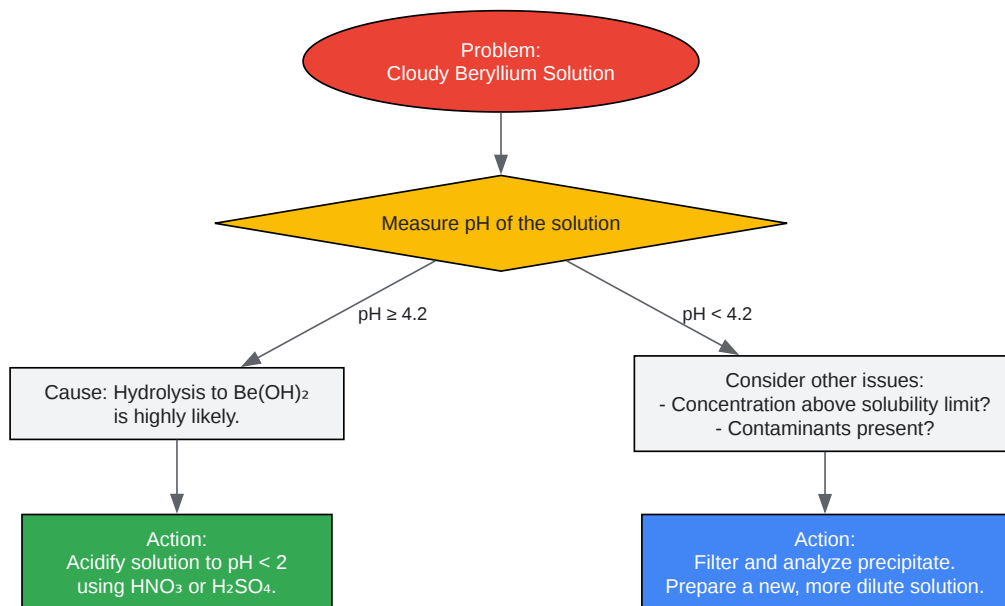 Problem:
Cloudy Beryllium Solution
Measure pH of the solution
pH ≥ 4.2
pH < 4.2
Cause: Hydrolysis to Be(OH)₂
is highly likely.
Consider other issues:
- Concentration above solubility limit?
- Contaminants present?
Action:
Acidify solution to pH < 2
using HNO₃ or H₂SO₄.
Action:
Filter and analyze precipitate.
Prepare a new, more dilute solution.